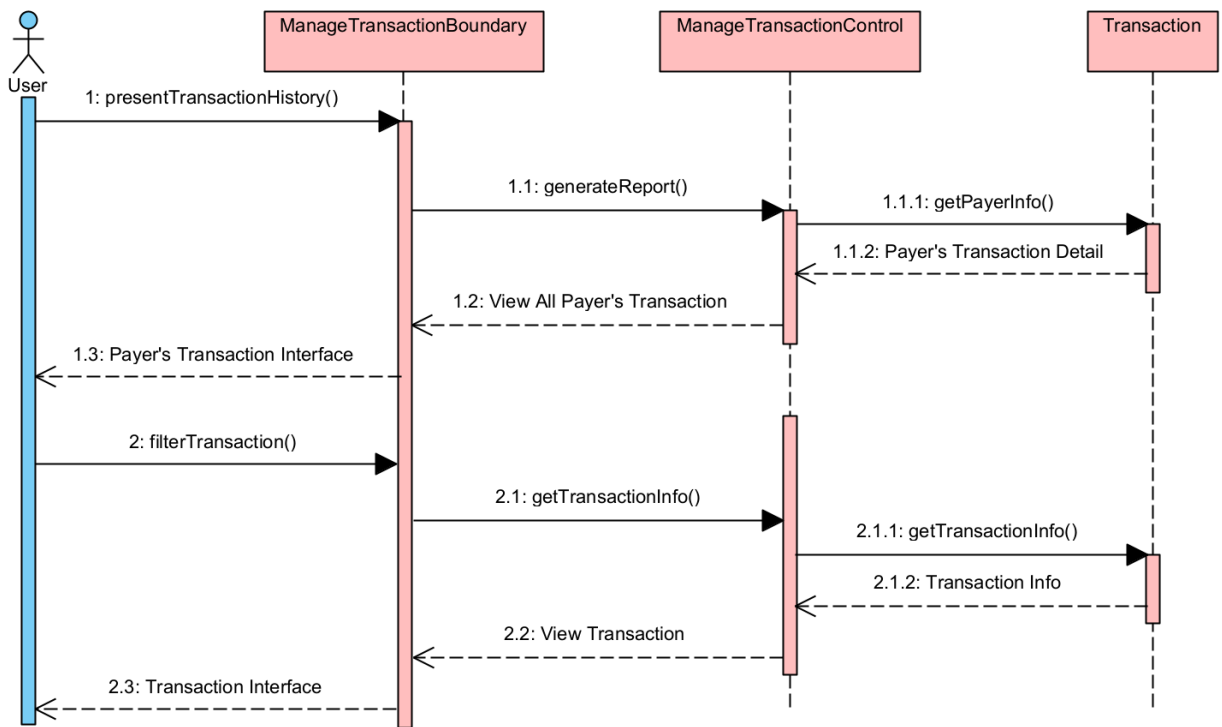 ManageTransactionBoundary
ManageTransactionControl
Transaction
User
1: presentTransactionHistory()
1.1: generateReport()
1.1.1: getPayerInfo()
1.1.2: Payer's Transaction Detail
1.2: View All Payer's Transaction
1.3: Payer's Transaction Interface
2: filterTransaction()
2.1: getTransactionInfo()
2.1.1: getTransactionInfo()
2.1.2: Transaction Info
2.2: View Transaction
2.3: Transaction Interface